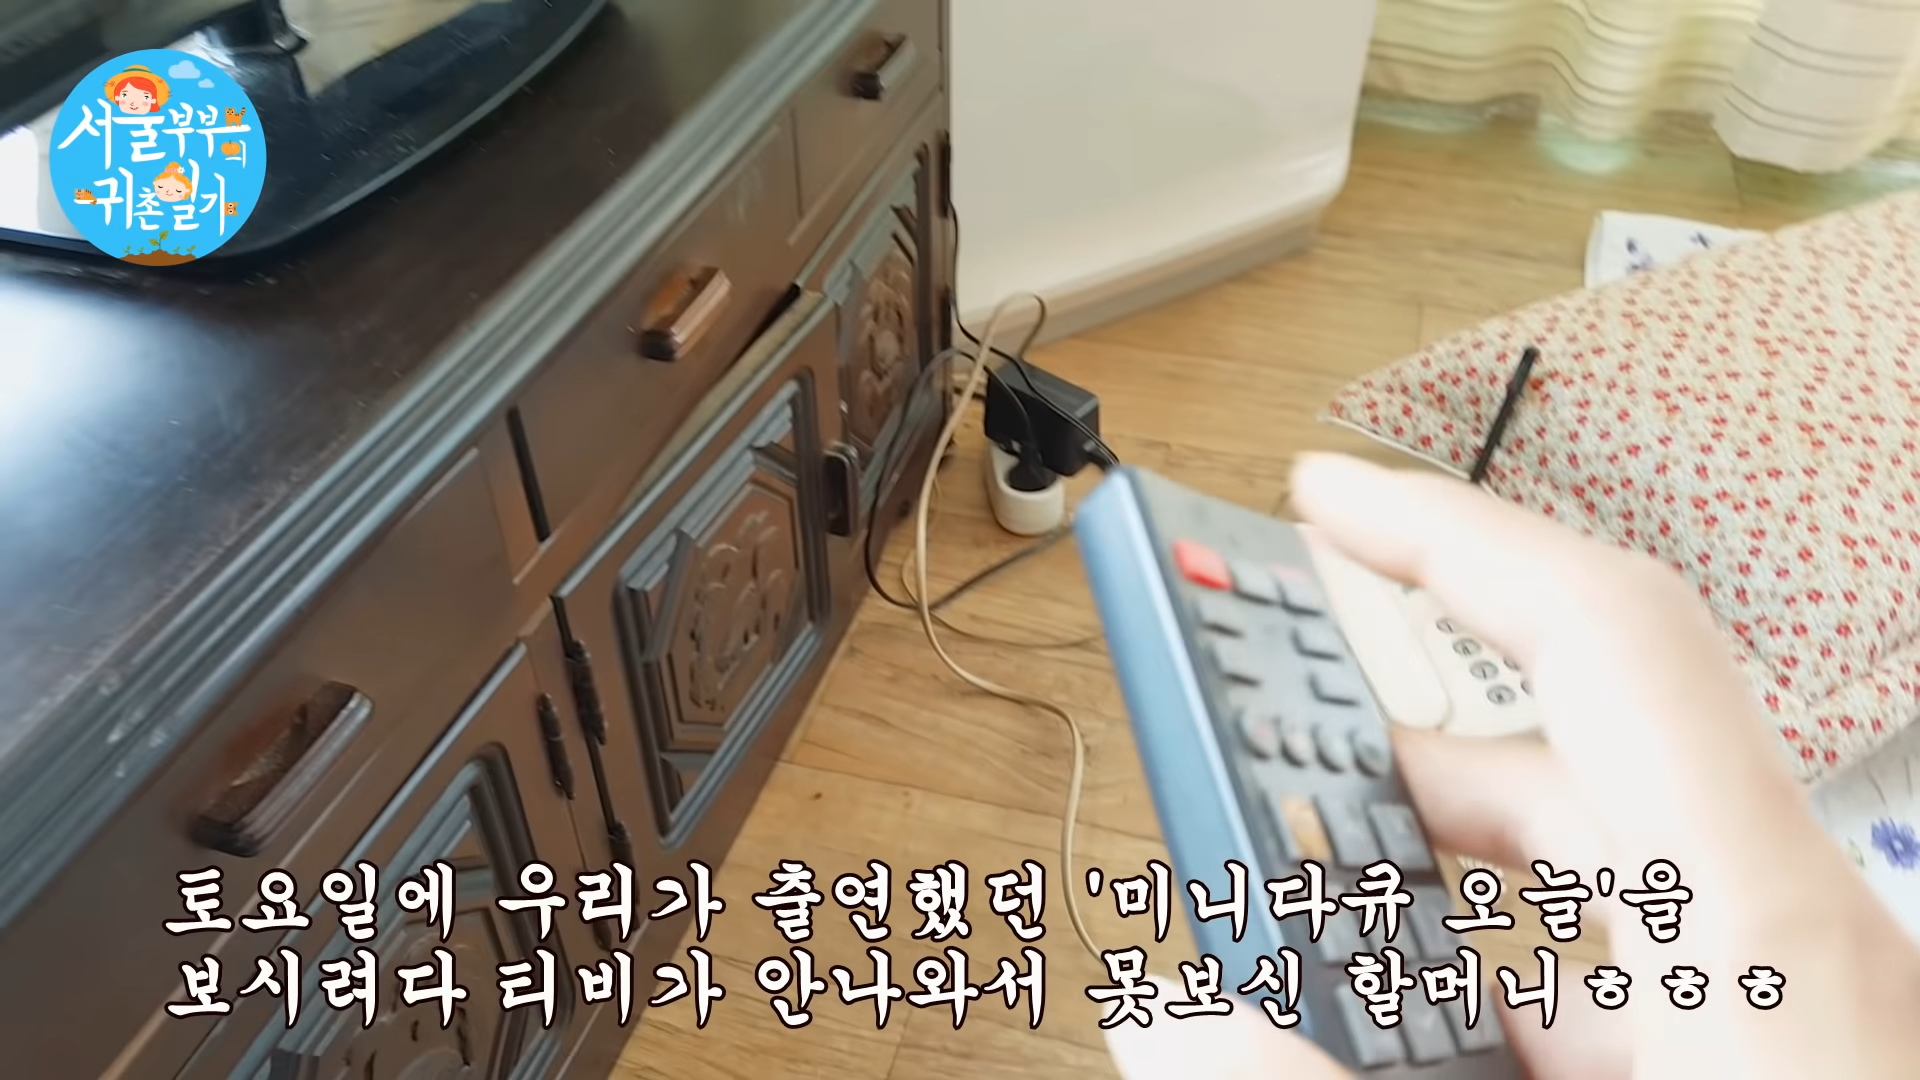 서울부부의
귀촌일기
토요일에 우리가 출연했던 '미니다큐 오늘'을
보시려다 티비가 안나와서 못보신 할머니ㅎㅎㅎ